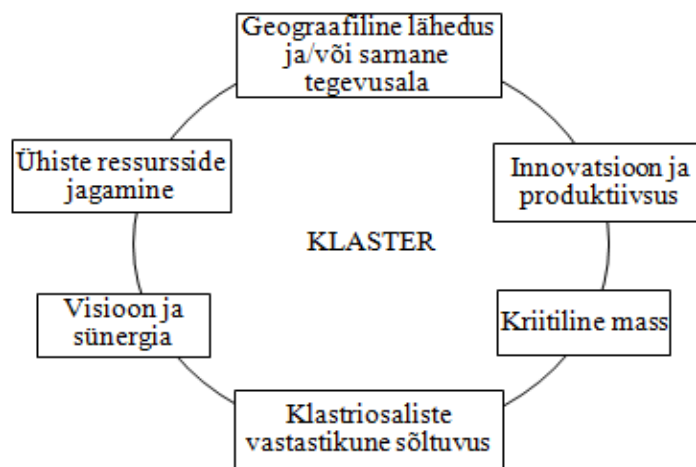 Geograafiline lähedus
ja/või sarnane
tegevusala
Ühiste ressursside
jagamine
Innovatsioon ja
produktiivsus
KLASTER
Visioon ja
sünergia
Kriitiline mass
Klastriosaliste
vastastikune sõltuvus